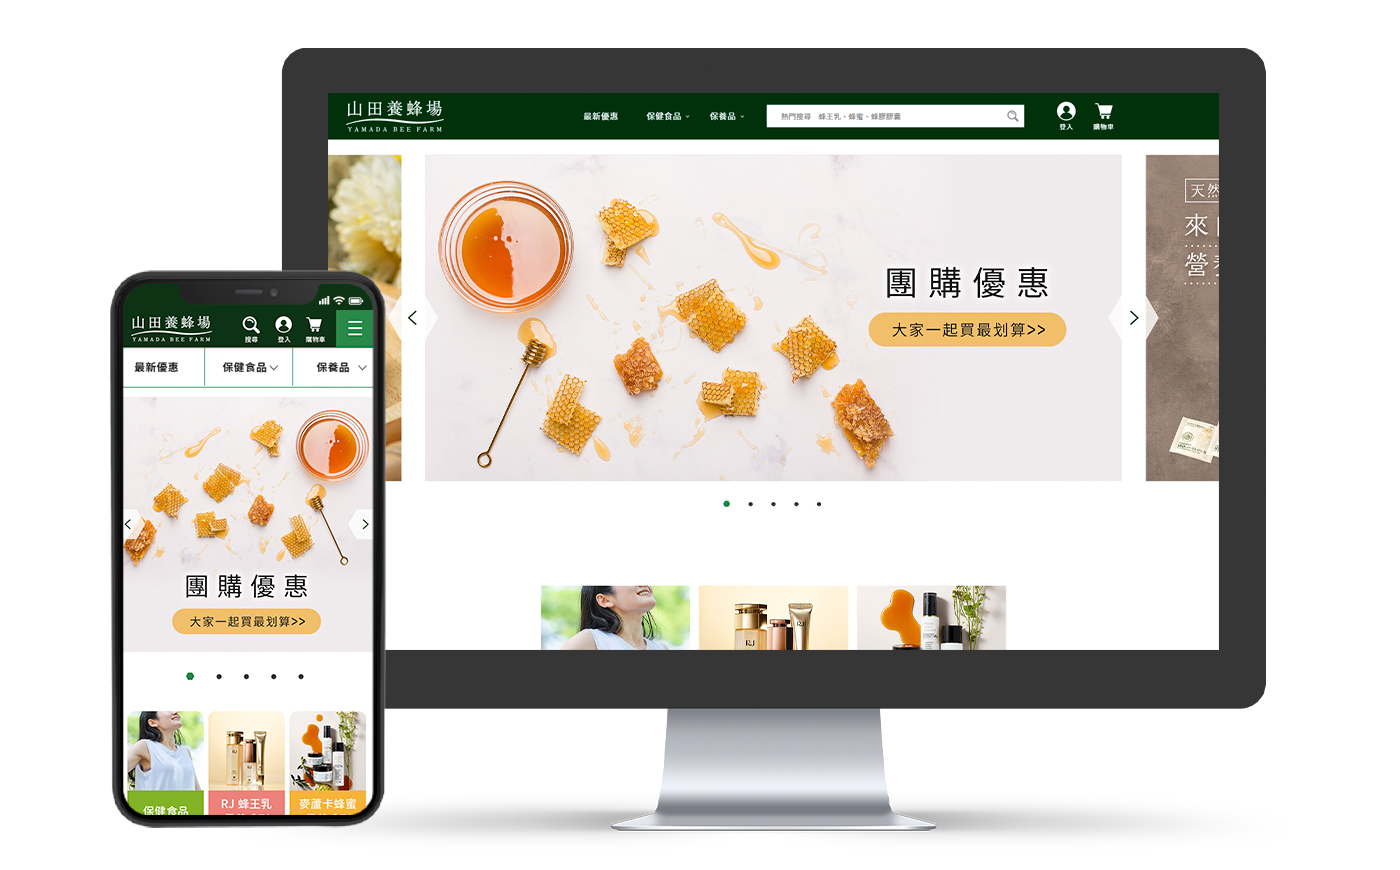 山田養蜂場
YAMADA BEE FARM
最新優惠
保健食品
保養品
熱門搜尋 蜂王乳、蜂蜜、蜂膠膠囊
登入
購物車
團購優惠
大家一起買最划算>>
天然
來
營
RJ
山田養蜂場
YAMADA BEE FARM
搜尋
登入
購物車
最新優惠
保健食品
保養品
團購優惠
大家一起買最划算>>
RJ
保健食品
RJ 蜂王乳
麥蘆卡蜂蜜